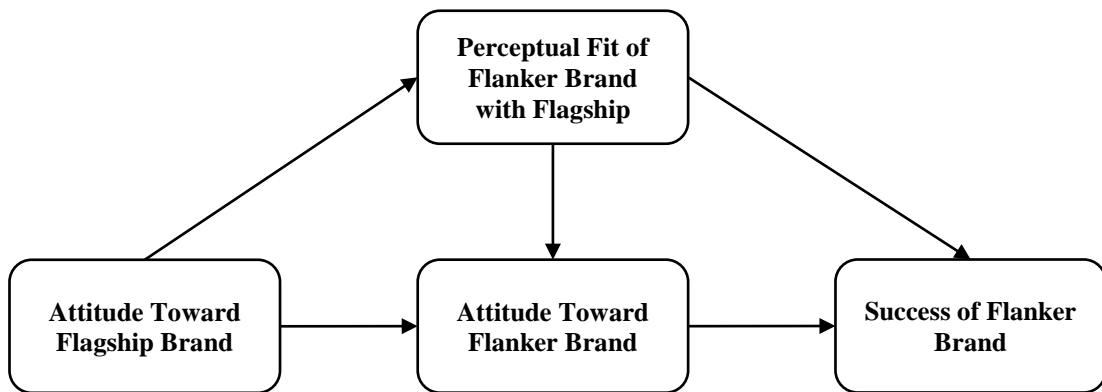 Perceptual Fit of
Flanker Brand
with Flagship
Attitude Toward
Flagship Brand
Attitude Toward
Flanker Brand
Success of Flanker
Brand